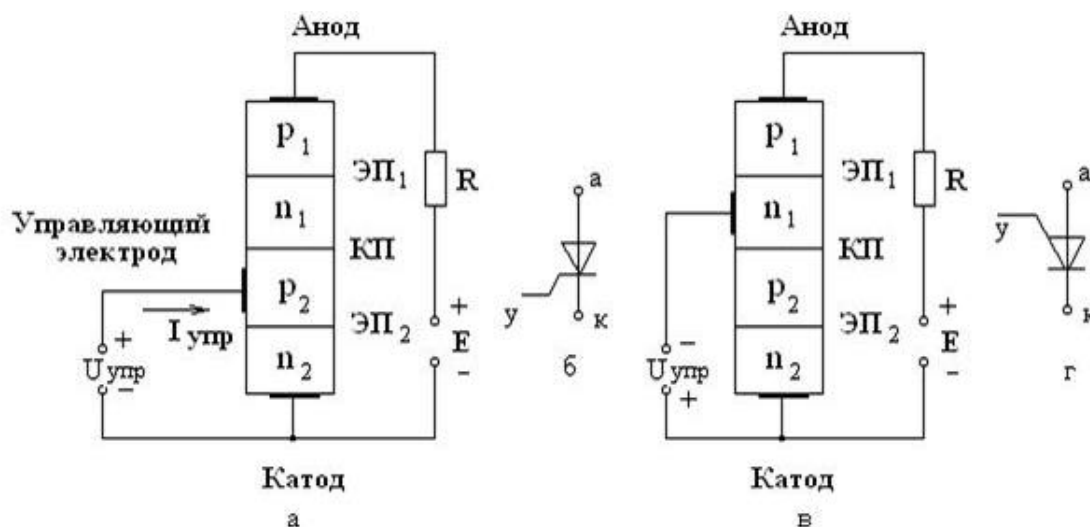 Анод
p1
ЭП1
R
n1
Управляющий
электрод
КП
p2
I упр
ЭП2
+
E
-
n2
+
Uупр
-
Катод
а
а
у
к
б
Анод
p1
ЭП1
R
n1
КП
p2
ЭП2
+
E
-
n2
-
Uупр
+
Катод
в
а
у
к
г